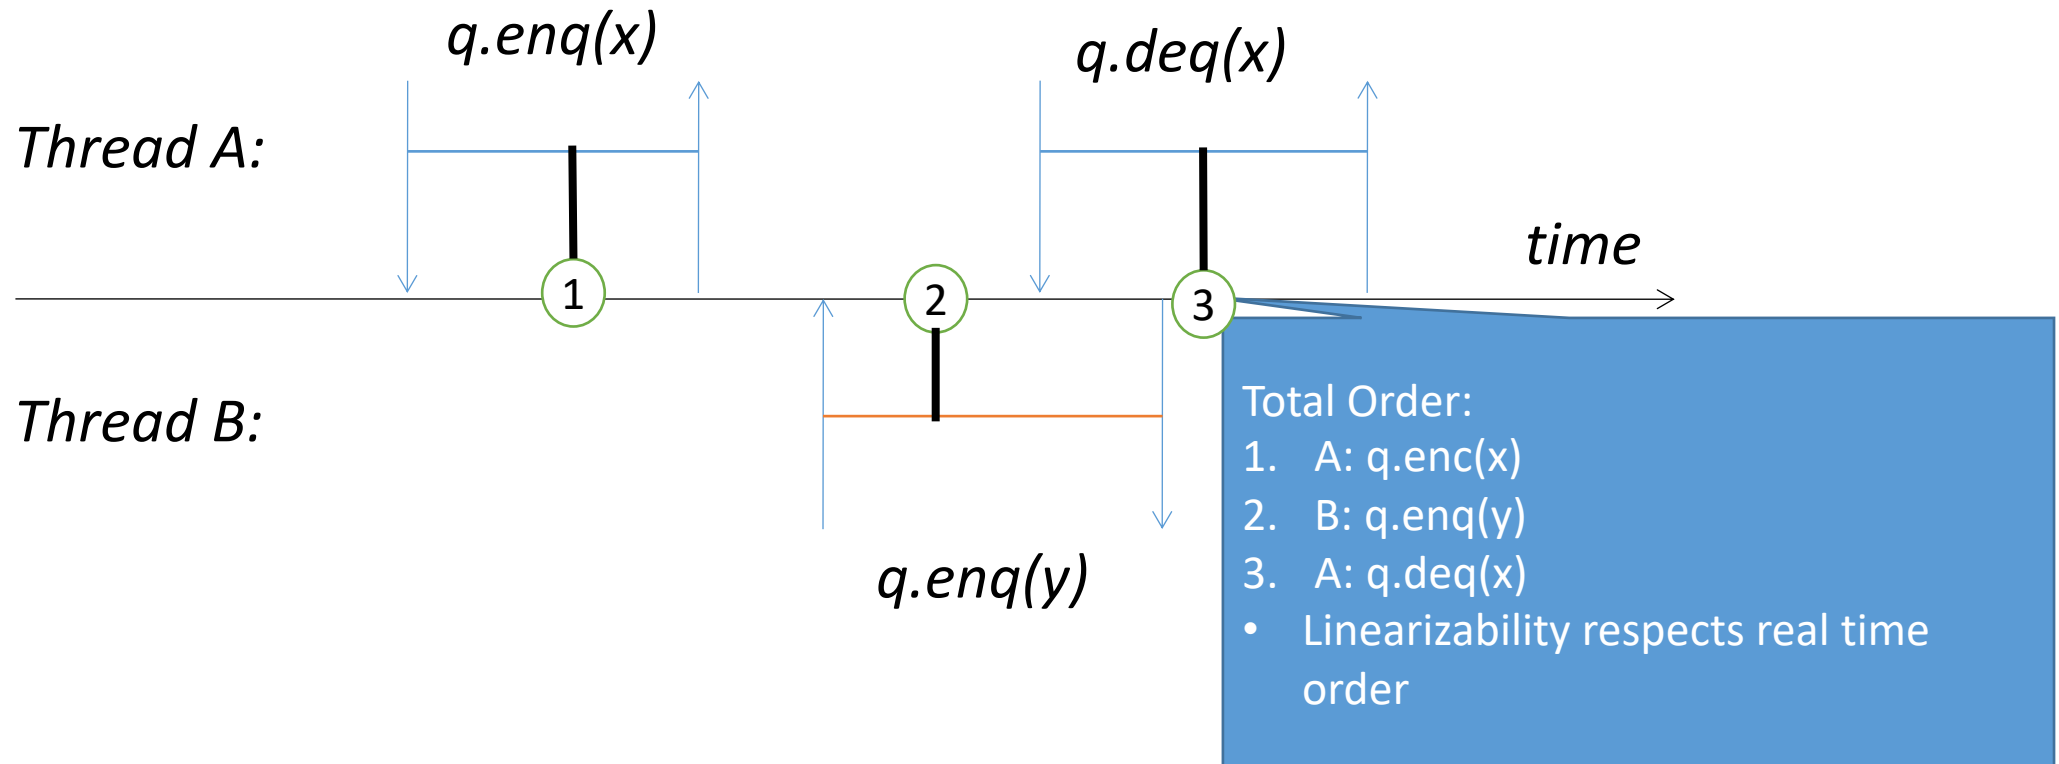 q.enq(x)
q.deq(x)
Thread A:
time
1
2
3
Thread B:
q.enq(y)
Total Order:
1. A: q.enc(x)
2. B: q.enq(y)
3. A: q.deq(x)
• Linearizability respects real time
order